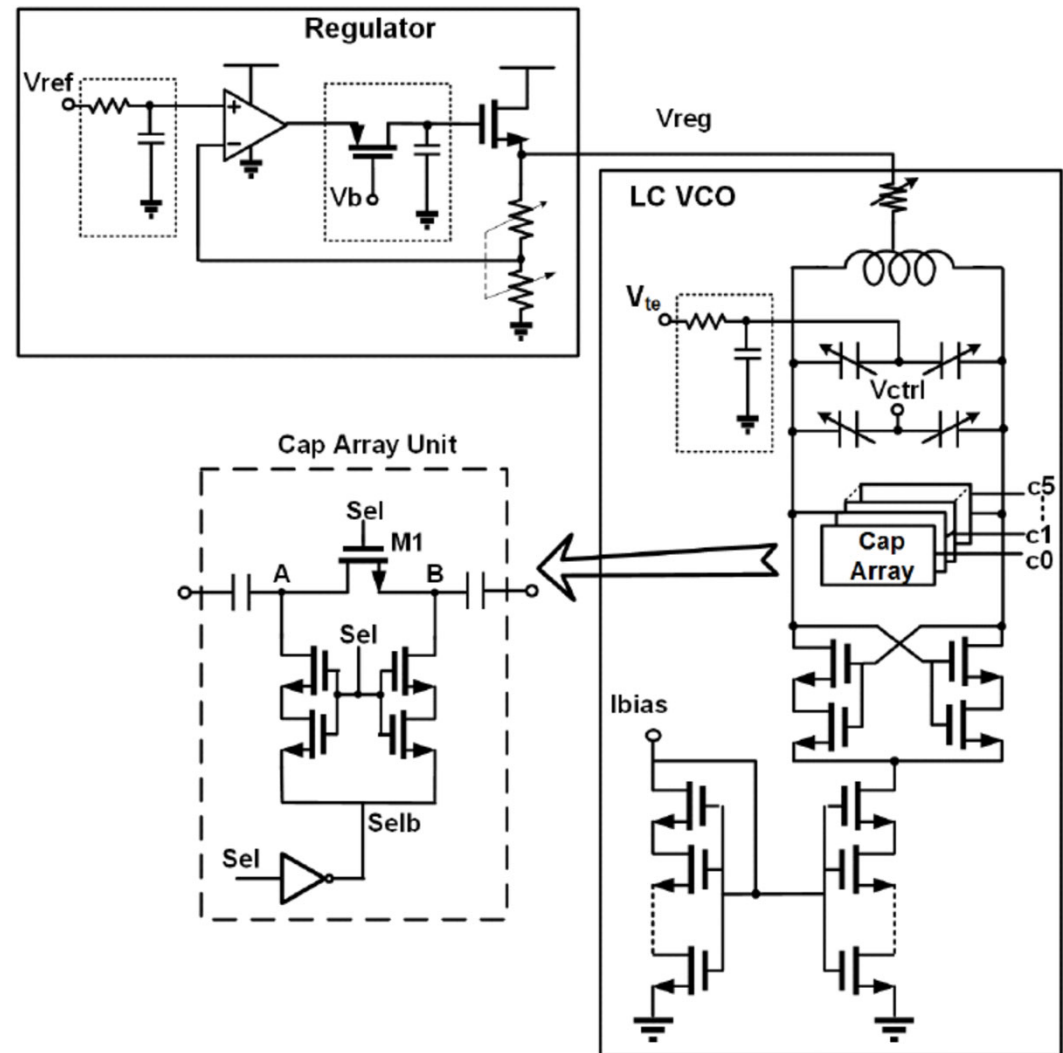 Regulator
Vref
+
−
Vb
Vreg
LC VCO
Vte
Vctrl
Cap Array Unit
Sel
M1
A
B
Sel
Selb
Sel
c5
c1
c0
Cap
Array
Ibias